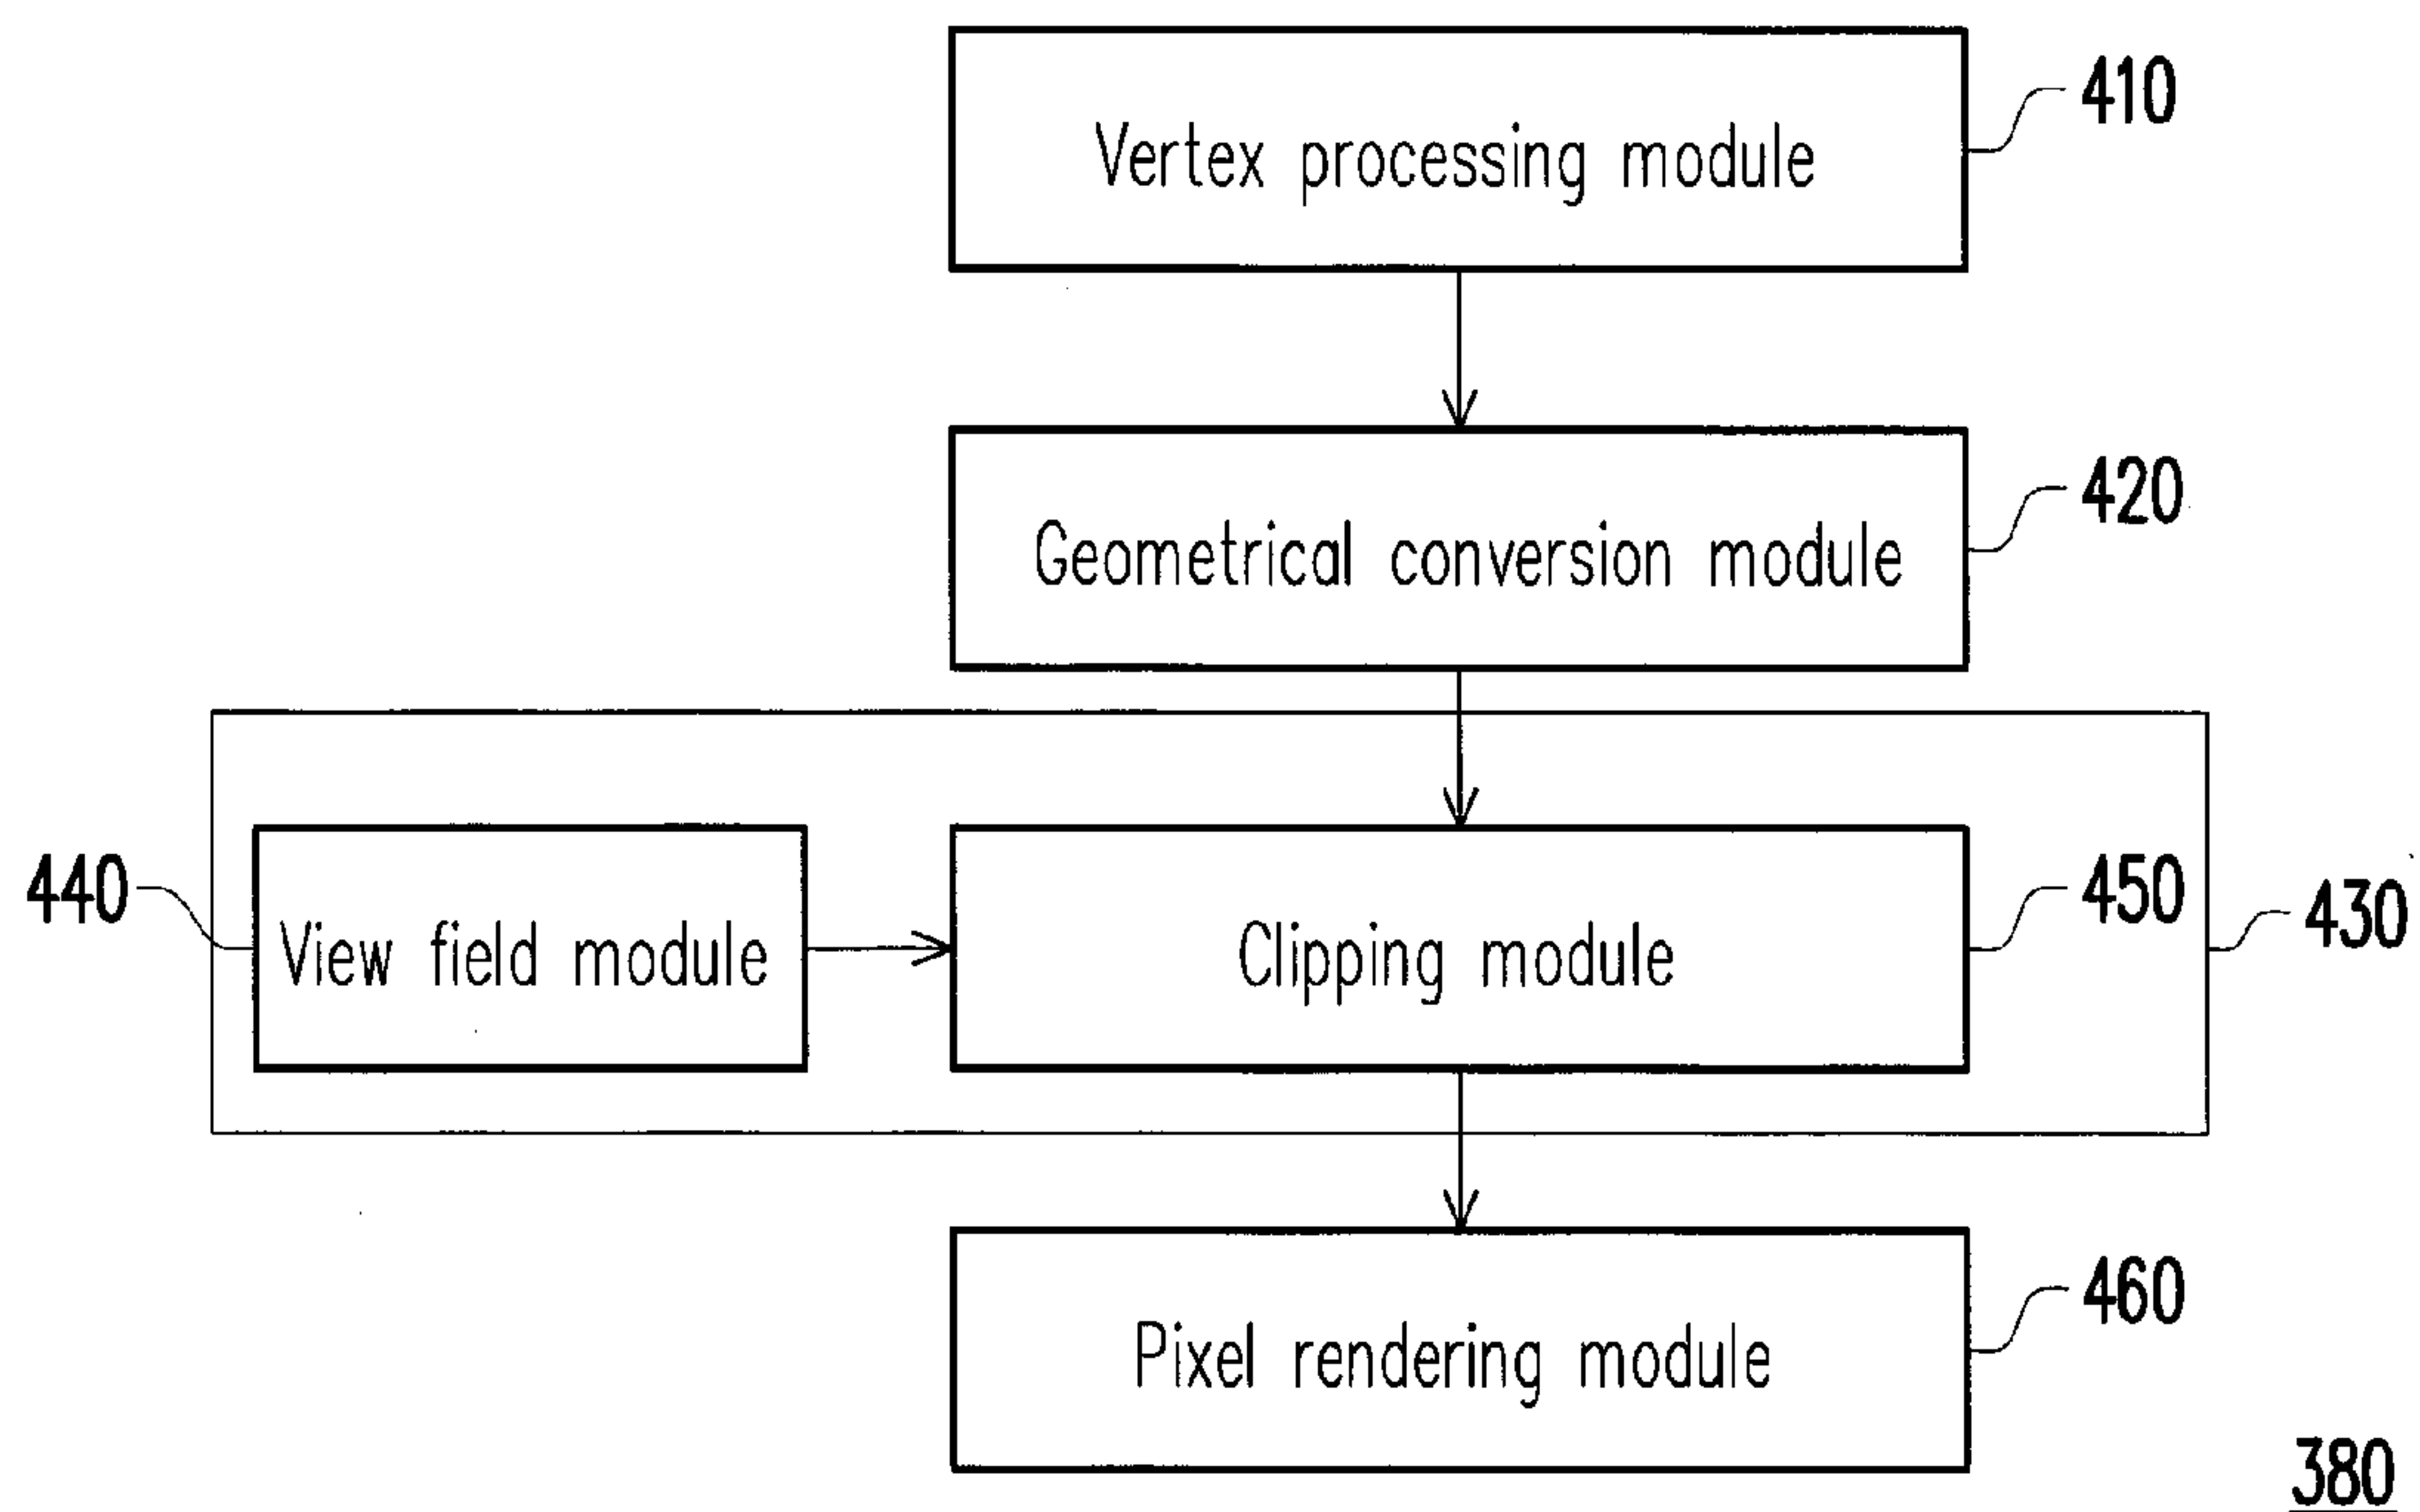 Vertex processing module
410
Geometrical conversion module
420
440
View field module
Clipping module
450
430
Pixel rendering module
460
380